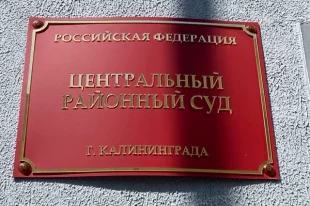 РОССИЙСКАЯ ФЕДЕРАЦИЯ
ЦЕНТРАЛЬНЫЙ
РАЙОННЫЙ СУД
Г. КАЛИНИНГРАДА